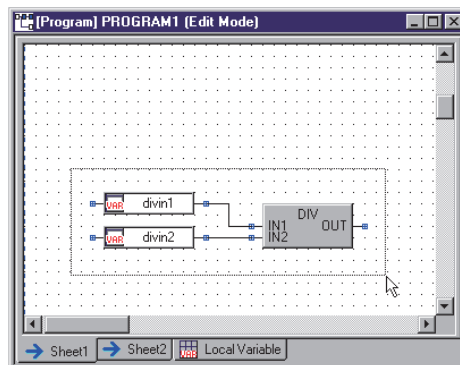 [Program] PROGRAM1 (Edit Mode)
VAR divin1
VAR divin2
DIV
IN1 OUT
IN2
Sheet1 Sheet2 VAR Local Variable